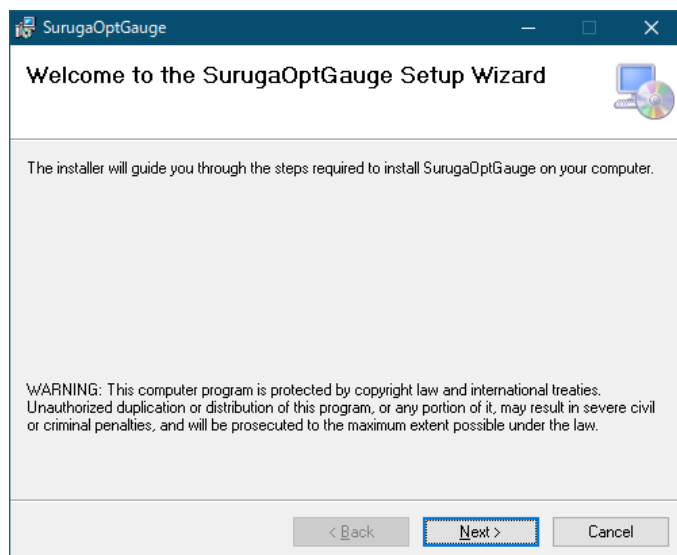 SurugaOptGauge
Welcome to the SurugaOptGauge Setup Wizard
The installer will guide you through the steps required to install SurugaOptGauge on your computer.
WARNING: This computer program is protected by copyright law and international treaties.
Unauthorized duplication or distribution of this program, or any portion of it, may result in severe civil
or criminal penalties, and will be prosecuted to the maximum extent possible under the law.
< Back
Next >
Cancel